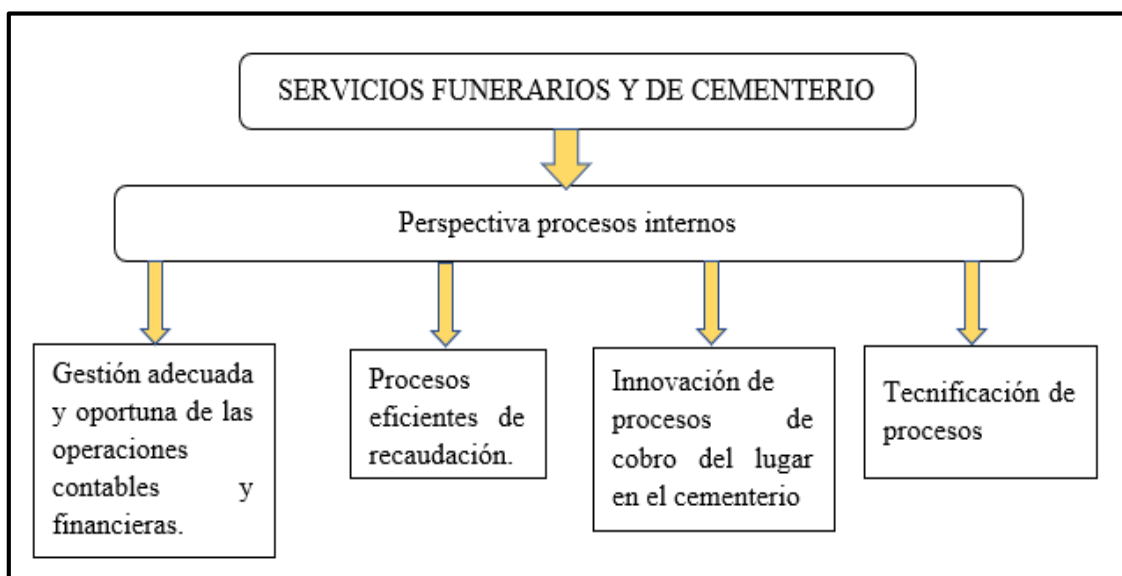 SERVICIOS FUNERARIOS Y DE CEMENTERIO
Perspectiva procesos internos
Gestión adecuada
y oportuna de las
operaciones
contables y
financieras.
Procesos
eficientes de
recaudación.
Innovación de
procesos de
cobro del lugar
en el cementerio
Tecnificación de
procesos